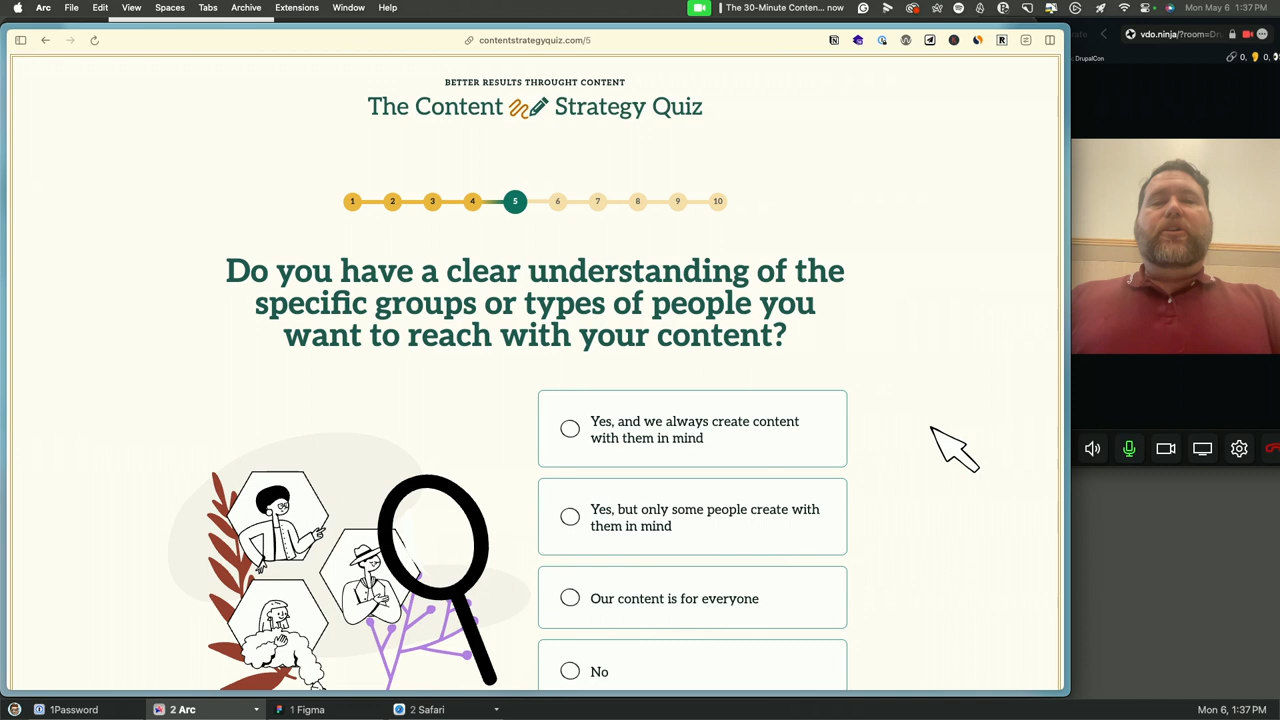 Arc File Edit View Spaces Tabs Archive Extensions Window Help
The 30-Minute Conten... now
Mon May 6 1:37 PM
contentstrategyquiz.com/5
vdo.ninja/?room=Dr
: DrupalCon
0, 0,
BETTER RESULTS THROUGHT CONTENT
The Content Strategy Quiz
1 2 3 4 5 6 7 8 9 10
Do you have a clear understanding of the
specific groups or types of people you
want to reach with your content?
Yes, and we always create content
with them in mind
Yes, but only some people create with
them in mind
Our content is for everyone
No
1Password
2 Arc
1 Figma
2 Safari
Mon 6, 1:37 PM